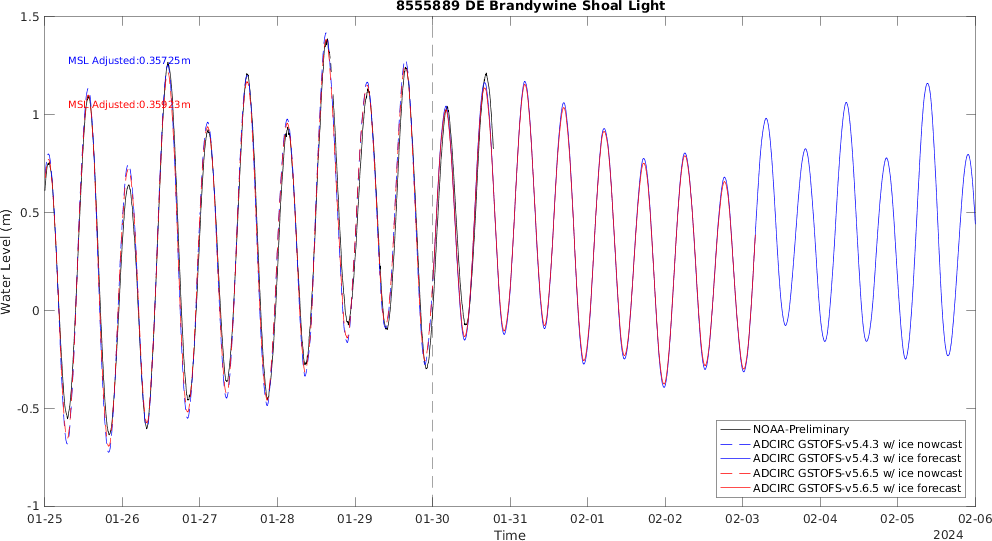 8555889 DE Brandywine Shoal Light
1.5
MSL Adjusted:0.35725m
MSL Adjusted:0.35923m
1
0.5
0
-0.5
-1
Water Level (m)
NOAA-Preliminary
ADCIRC GSTOFS-v5.4.3 w/ ice nowcast
ADCIRC GSTOFS-v5.4.3 w/ ice forecast
ADCIRC GSTOFS-v5.6.5 w/ ice nowcast
ADCIRC GSTOFS-v5.6.5 w/ ice forecast
01-25 01-26 01-27 01-28 01-29 01-30 01-31 02-01 02-02 02-03 02-04 02-05 02-06
Time
2024